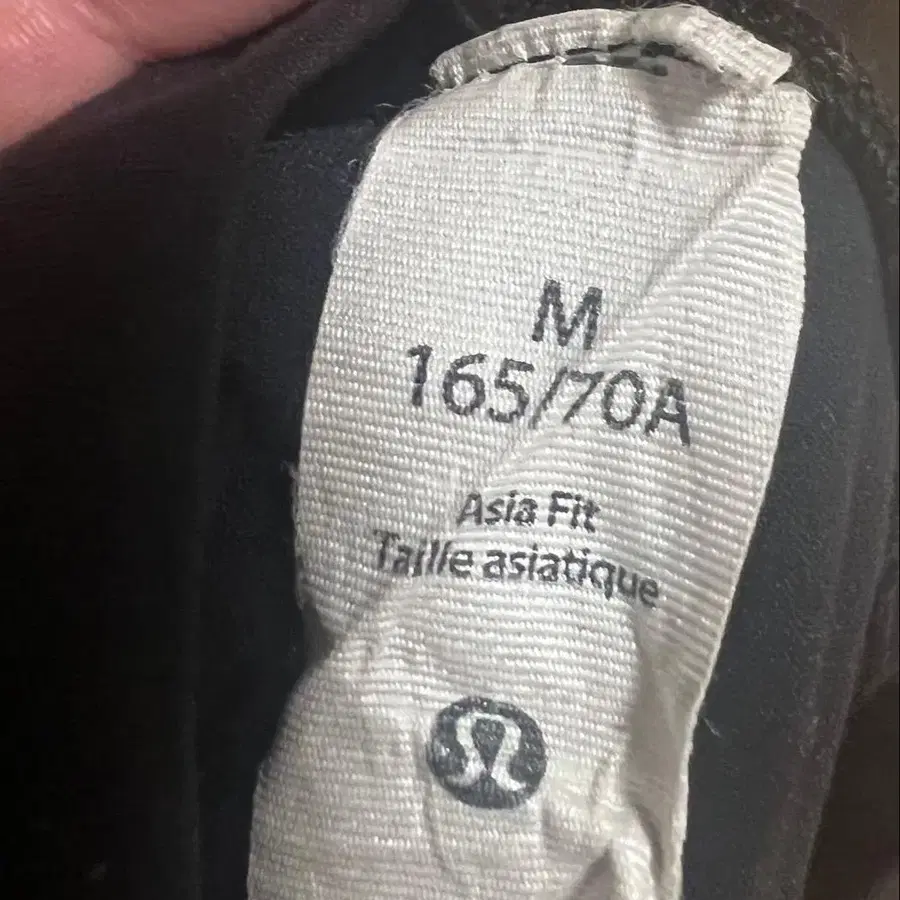 M
165/70A
Asia Fit
Taille asiatique